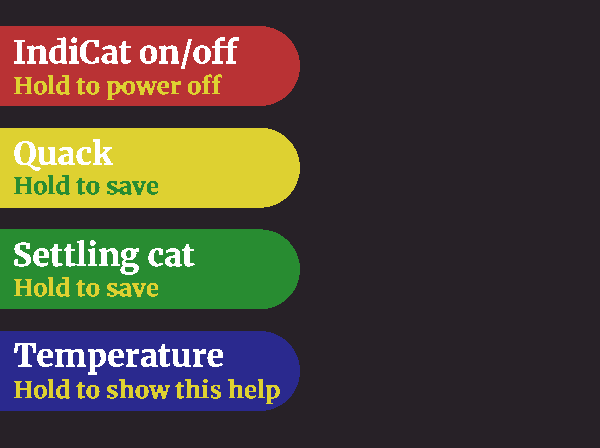 IndiCat on/off
Hold to power off
Quack
Hold to save
Settling cat
Hold to save
Temperature
Hold to show this help